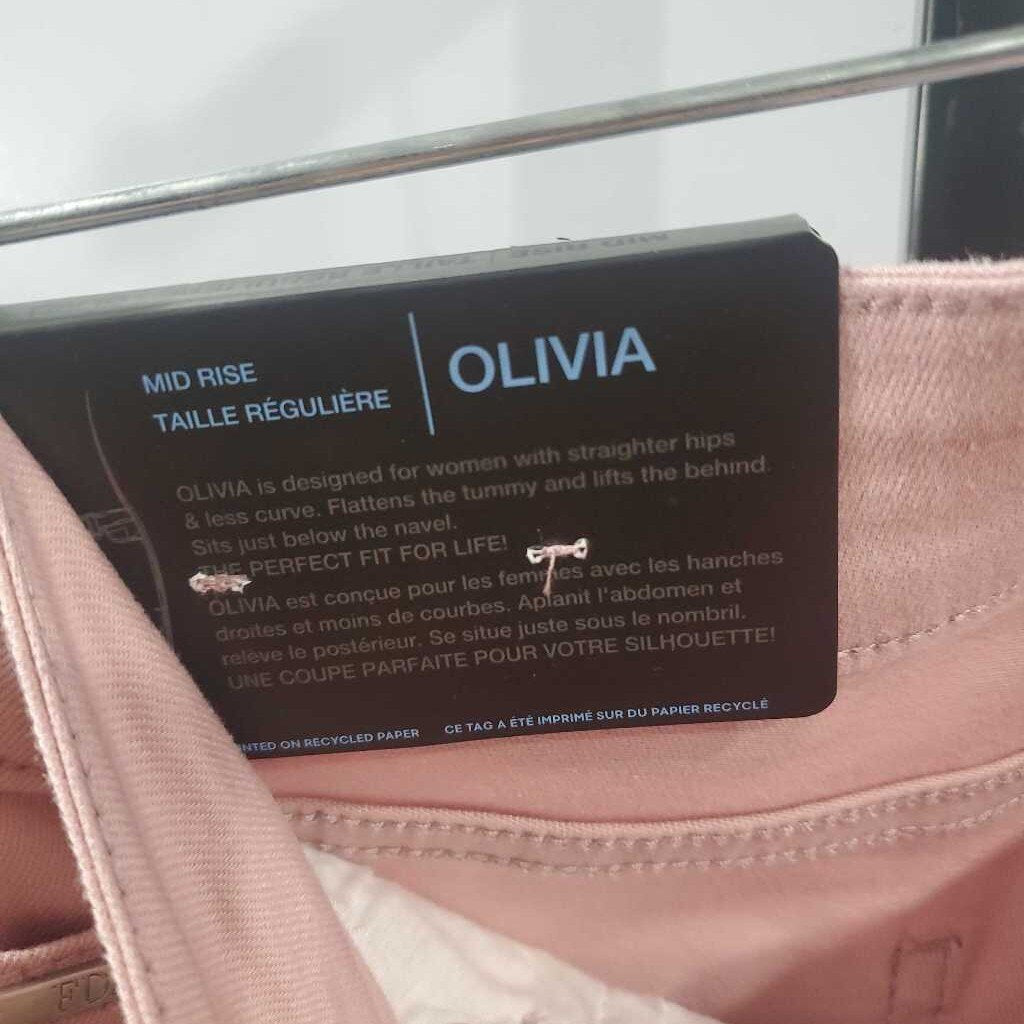 MID RISE
TAILLE RÉGULIÈRE
OLIVIA
OLIVIA is designed for women with straighter hips
& less curve. Flattens the tummy and lifts the behind.
Sits just below the navel.
THE PERFECT FIT FOR LIFE!
OLIVIA est conçue pour les femmes avec les hanches
droites et moins de courbes. Aplanit l'abdomen et
relève le postérieur. Se situe juste sous le nombril.
UNE COUPE PARFAITE POUR VOTRE SILHOUETTE!
ON RECYCLED PAPER
CE TAG A ÉTÉ IMPRIMÉ SUR DU PAPIER RECYCLÉ